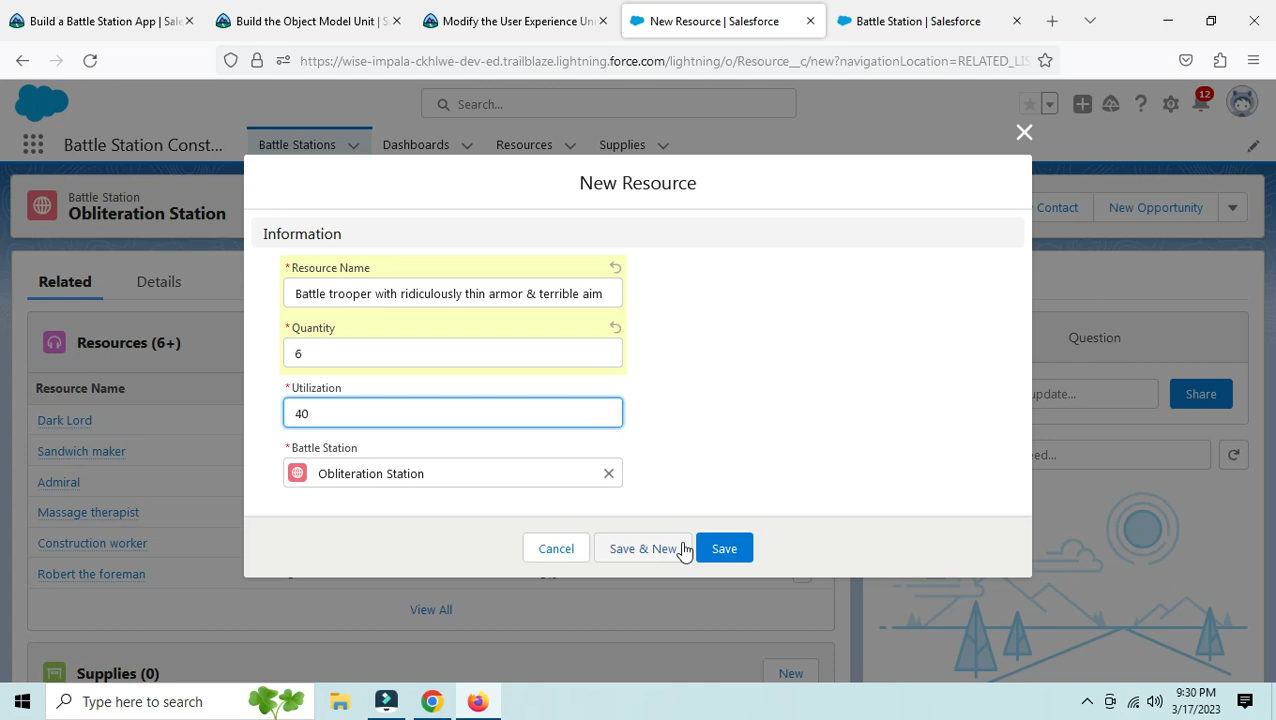 Build a Battle Station App | Sale
Build the Object Model Unit | S
Modify the User Experience Un
New Resource | Salesforce
Battle Station | Salesforce
https://wise-impala-ckhlwe-dev-ed.trailblaze.lightning.force.com/lightning/o/Resource__c/new?navigationLocation=RELATED_LIS
Search...
12
Battle Station Const...
Battle Stations
Dashboards
Resources
Supplies
New Resource
Battle Station
Obliteration Station
Contact
New Opportunity
Information
* Resource Name
Battle trooper with ridiculously thin armor & terrible aim
* Quantity
6
* Utilization
40
* Battle Station
Obliteration Station
Cancel
Save & New
Save
Related
Details
Resources (6+)
Resource Name
Dark Lord
Sandwich maker
Admiral
Massage therapist
Construction worker
Robert the foreman
View All
Supplies (0)
New
Question
update...
Share
eed...
Type here to search
9:30 PM
3/17/2023